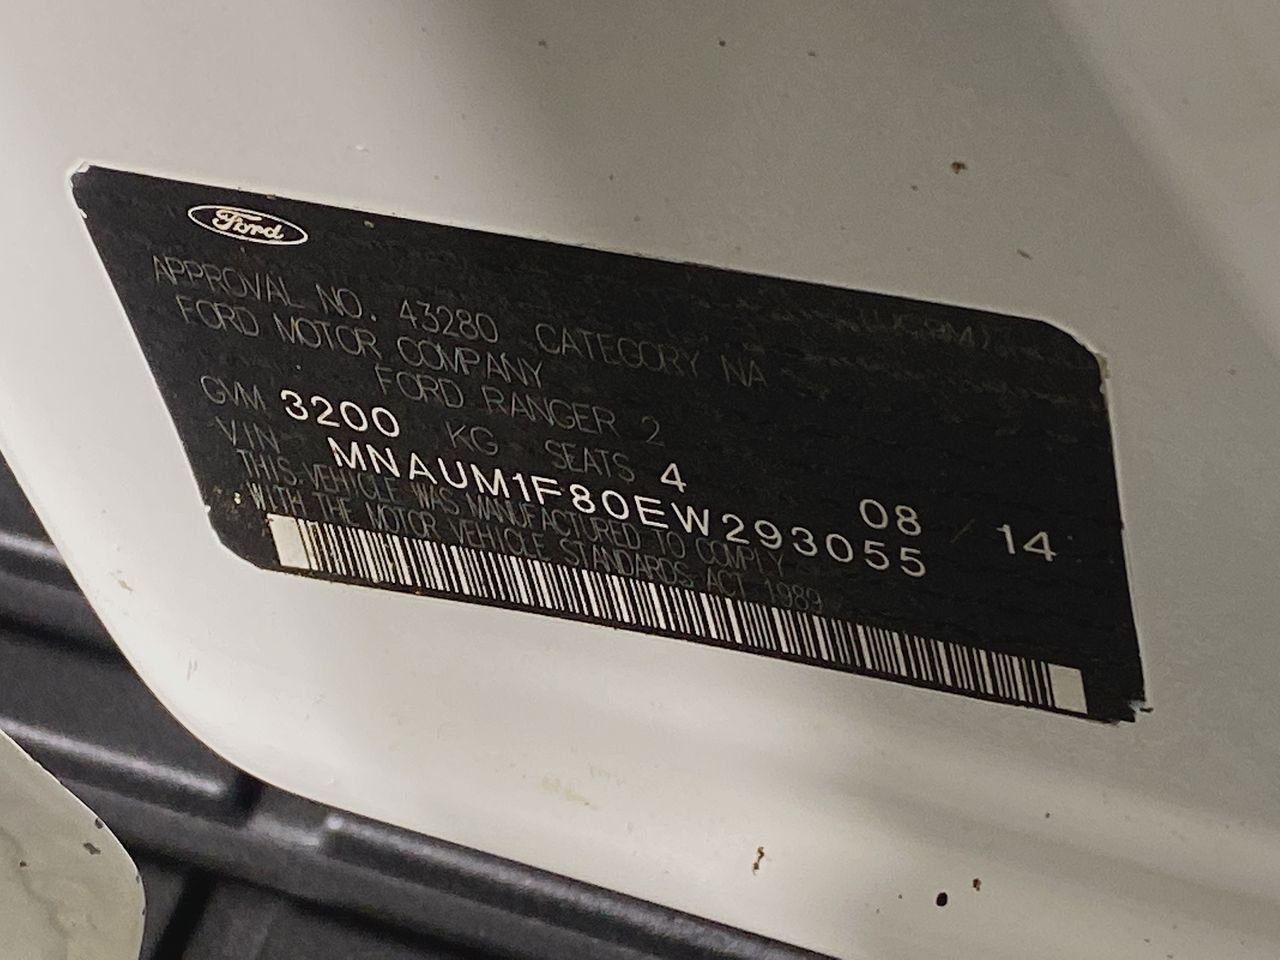 Ford
APPROVAL NO. 43280 CATEGORY NA
FORD MOTOR COMPANY
FORD RANGER 2
GVM 3200 KG SEATS 4 08 / 14
VIN MNAUM1F80EW293055
THIS VEHICLE WAS MANUFACTURED TO COMPLY
WITH THE MOTOR VEHICLE STANDARDS ACT 1989